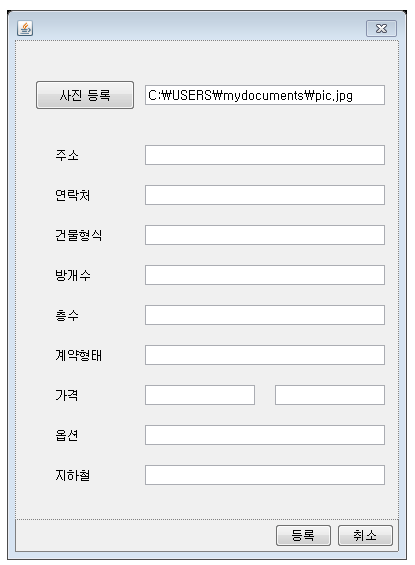 사진 등록 C:₩USERS₩mydocuments₩pic.jpg
주소
연락처
건물형식
방개수
층수
계약형태
가격
옵션
지하철
등록 취소